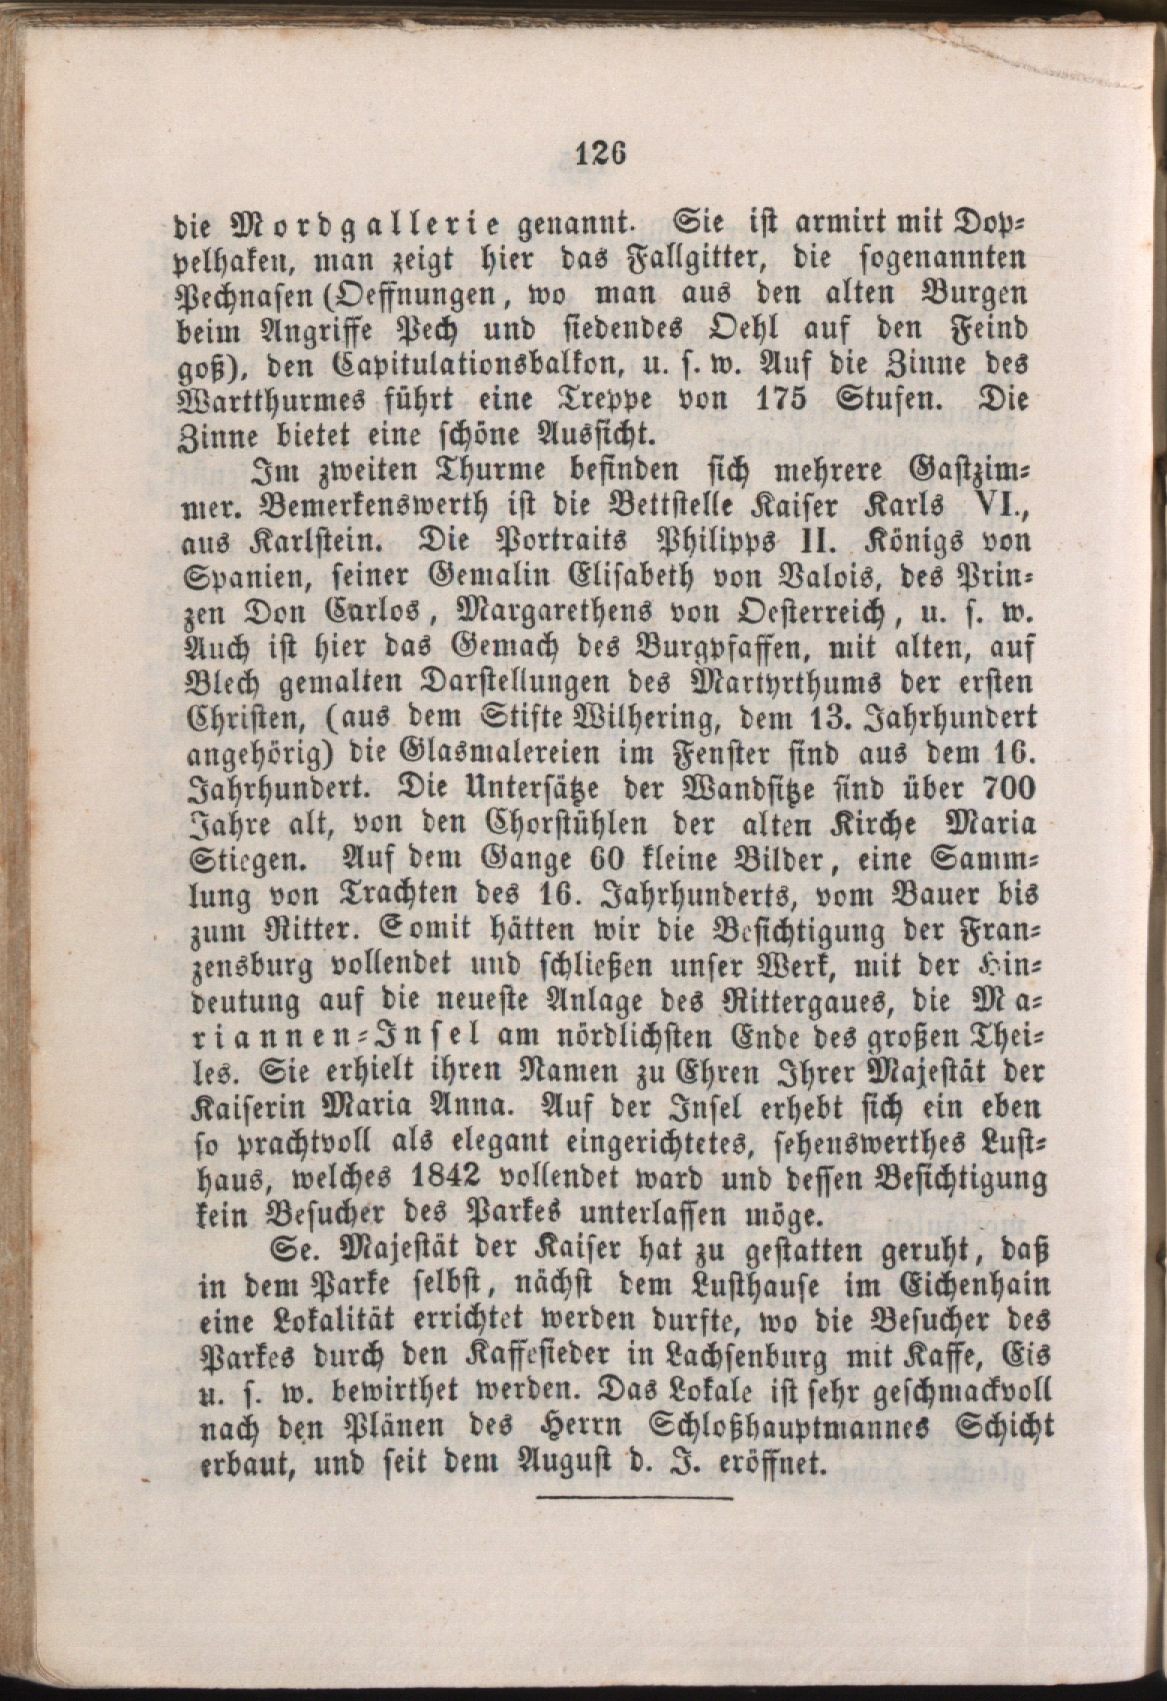 126
die Mordgallerie genannt. Sie ist armirt mit Dop-
pelhaken, man zeigt hier das Fallgitter, die sogenannten
Pechnasen (Oeffnungen, wo man aus den alten Burgen
beim Angriffe Pech und siedendes Oehl auf den Feind
goß), den Capitulationsbalkon, u. s. w. Auf die Zinne des
Wartthurmes führt eine Treppe von 175 Stufen. Die
Zinne bietet eine schöne Aussicht.
Im zweiten Thurme befinden sich mehrere Gastzim-
mer. Bemerkenswerth ist die Bettstelle Kaiser Karls VI.,
aus Karlstein. Die Portraits Philipps II. Königs von
Spanien, seiner Gemalin Elisabeth von Valois, des Prin-
zen Don Carlos, Margarethens von Oesterreich, u. s. w.
Auch ist hier das Gemach des Burgpfaffen, mit alten, auf
Blech gemalten Darstellungen des Martyrthums der ersten
Christen, (aus dem Stifte Wilhering, dem 13. Jahrhundert
angehörig) die Glasmalereien im Fenster sind aus dem 16.
Jahrhundert. Die Untersätze der Wandsitze sind über 700
Jahre alt, von den Chorstühlen der alten Kirche Maria
Stiegen. Auf dem Gange 60 kleine Bilder, eine Samm-
lung von Trachten des 16. Jahrhunderts, vom Bauer bis
zum Ritter. Somit hätten wir die Besichtigung der Fran-
zensburg vollendet und schließen unser Werk, mit der Hin-
deutung auf die neueste Anlage des Rittergaues, die Ma-
riannen-Insel am nördlichsten Ende des großen Thei-
les. Sie erhielt ihren Namen zu Ehren Ihrer Majestät der
Kaiserin Maria Anna. Auf der Insel erhebt sich ein eben
so prachtvoll als elegant eingerichtetes, sehenswerthes Lust-
haus, welches 1842 vollendet ward und dessen Besichtigung
kein Besucher des Parkes unterlassen möge.
Se. Majestät der Kaiser hat zu gestatten geruht, daß
in dem Parke selbst, nächst dem Lusthause im Eichenhain
eine Lokalität errichtet werden durfte, wo die Besucher des
Parkes durch den Kaffesieder in Lachsenburg mit Kaffe, Eis
u. s. w. bewirthet werden. Das Lokale ist sehr geschmackvoll
nach den Plänen des Herrn Schloßhauptmannes Schicht
erbaut, und seit dem August d. J. eröffnet.